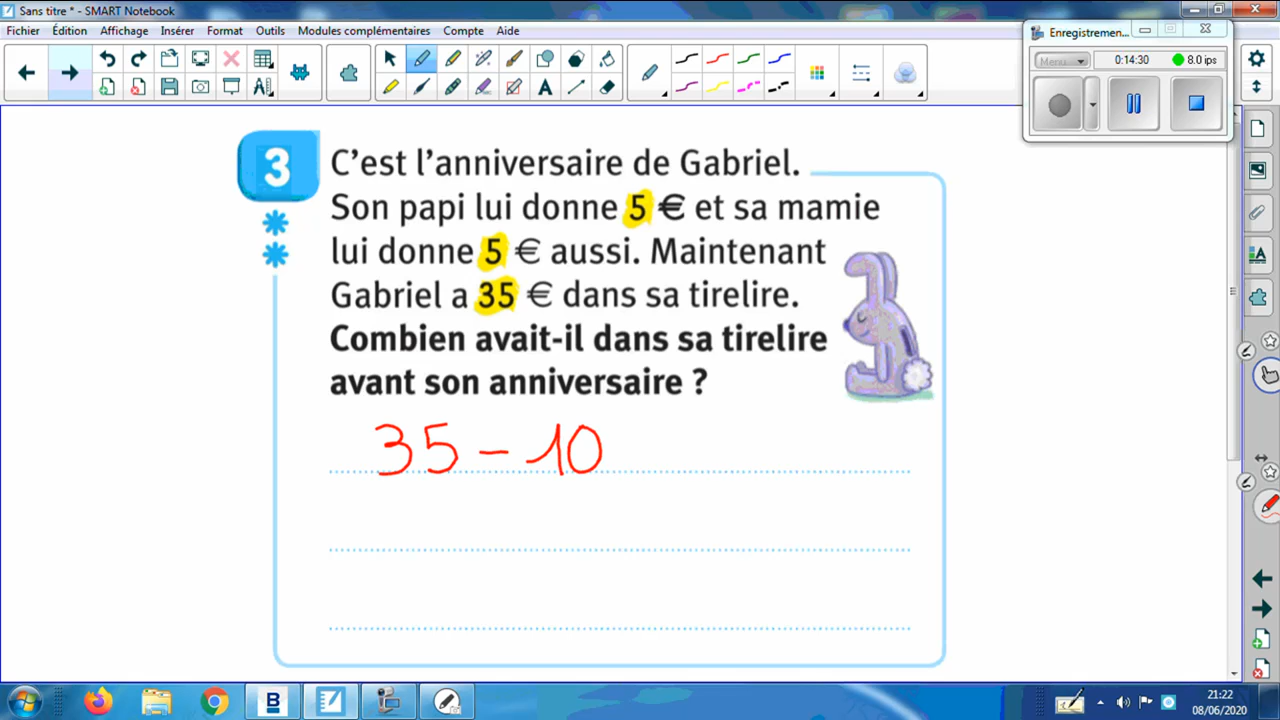 Sans titre * - SMART Notebook
Fichier Édition Affichage Insérer Format Outils Modules complémentaires Compte Aide
Enregistremen...
Menu
0:14:30
8.0 ips
3
C'est l'anniversaire de Gabriel.
Son papi lui donne 5 € et sa mamie
lui donne 5 € aussi. Maintenant
Gabriel a 35 € dans sa tirelire.
Combien avait-il dans sa tirelire
avant son anniversaire ?
35 - 10
21:22
08/06/2020